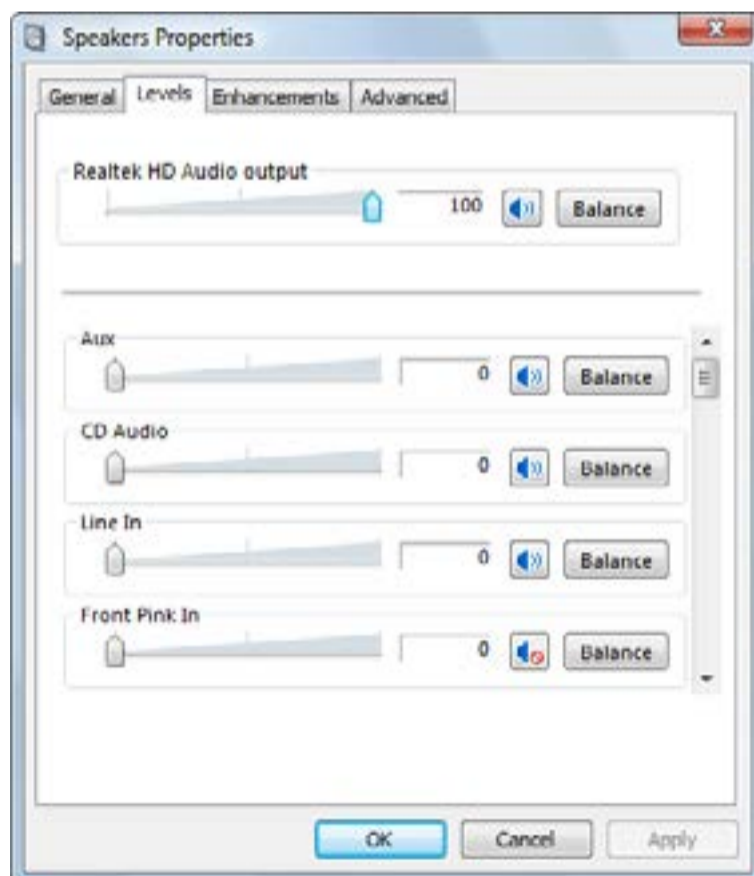 Speakers Properties
General Levels Enhancements Advanced
Realtek HD Audio output
100 Balance
Aux
0 Balance
CD Audio
0 Balance
Line In
0 Balance
Front Pink In
0 Balance
OK Cancel Apply